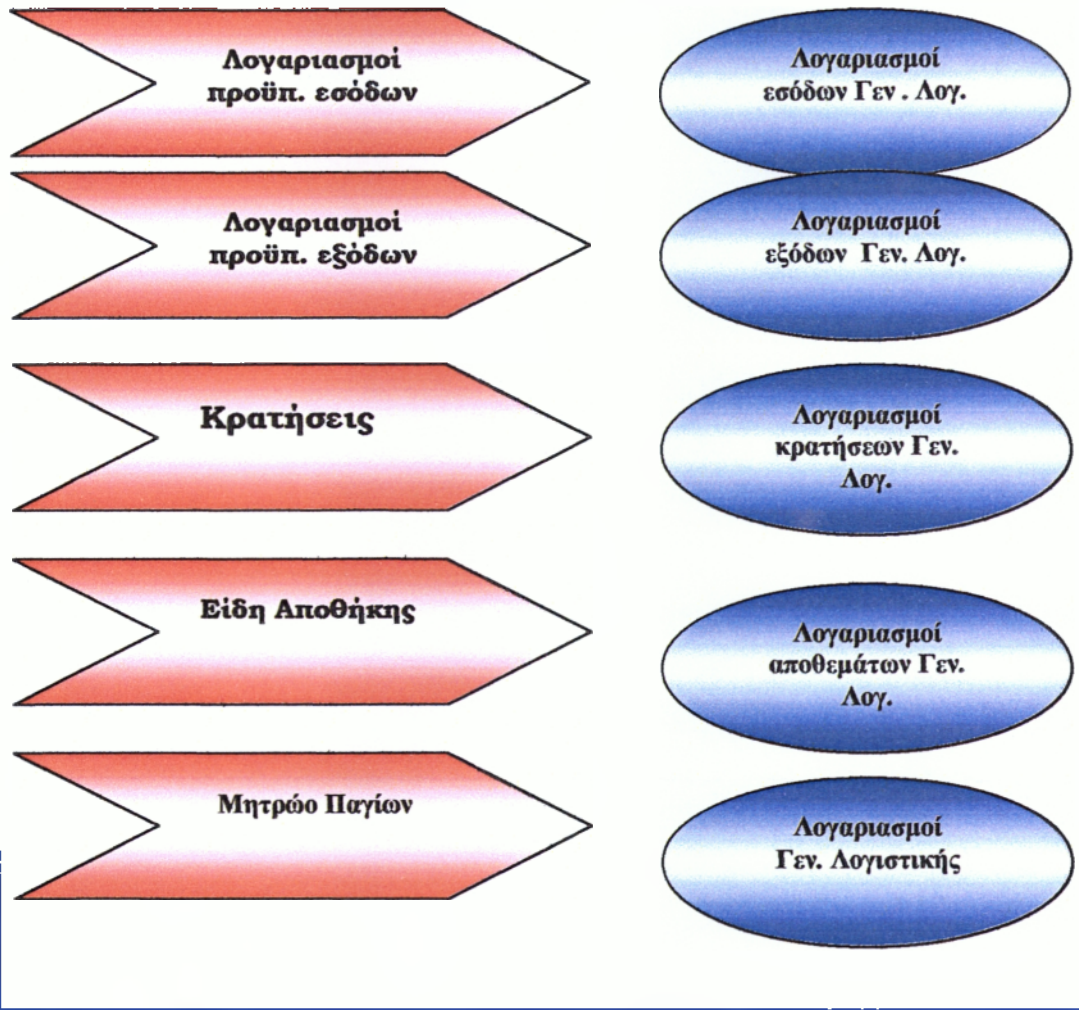 Λογαριασμοί
προϋπ. εσόδων
Λογαριασμοί
εσόδων Γεν . Λογ.
Λογαριασμοί
προϋπ. εξόδων
Λογαριασμοί
εξόδων Γεν. Λογ.
Κρατήσεις
Λογαριασμοί
κρατήσεων Γεν.
Λογ.
Είδη Αποθήκης
Λογαριασμοί
αποθεμάτων Γεν.
Λογ.
Μητρώο Παγίων
Λογαριασμοί
Γεν. Λογιστικής